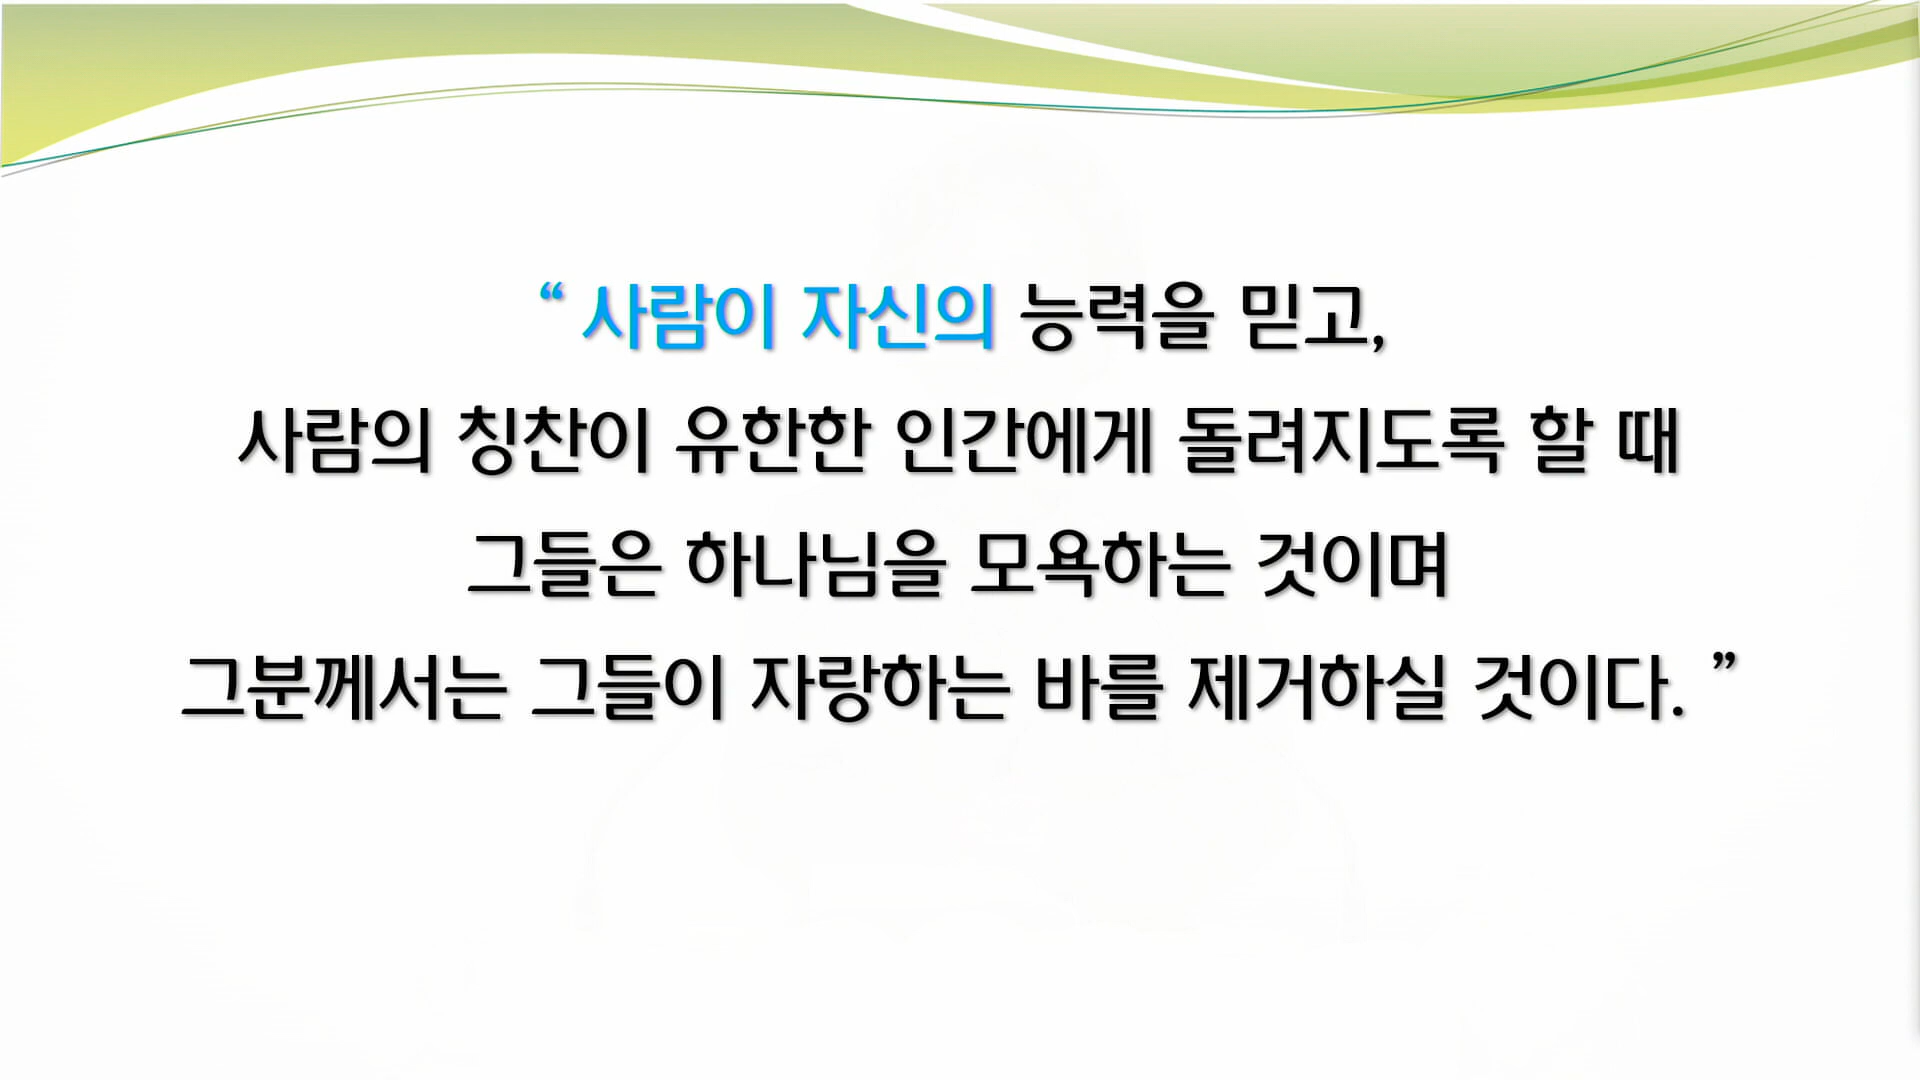 “ 사람이 자신의 능력을 믿고,
사람의 칭찬이 유한한 인간에게 돌려지도록 할 때
그들은 하나님을 모욕하는 것이며
그분께서는 그들이 자랑하는 바를 제거하실 것이다. ”